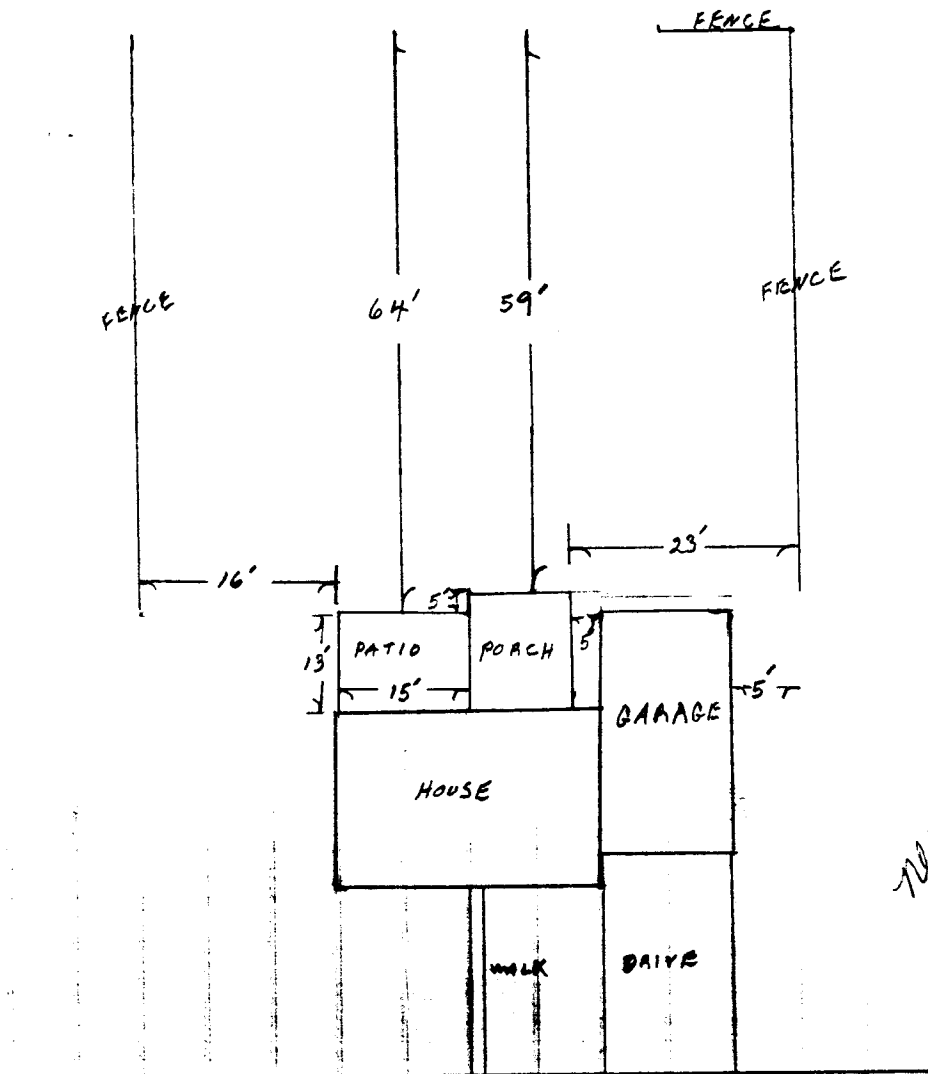 FENCE
FENCE
64'
59'
FENCE
23'
16'
5'
13'
PATIO
PORCH
5
15'
5'
GARAGE
HOUSE
WALK
DRIVE